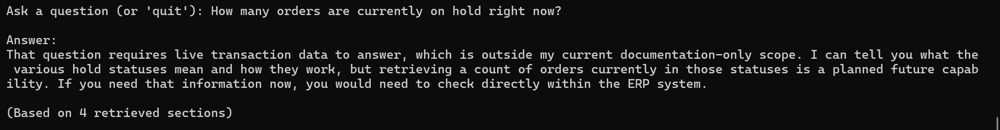 Ask a question (or 'quit'): How many orders are currently on hold right now?
Answer:
That question requires live transaction data to answer, which is outside my current documentation-only scope. I can tell you what the
 various hold statuses mean and how they work, but retrieving a count of orders currently in those statuses is a planned future capab
ility. If you need that information now, you would need to check directly within the ERP system.
(Based on 4 retrieved sections)